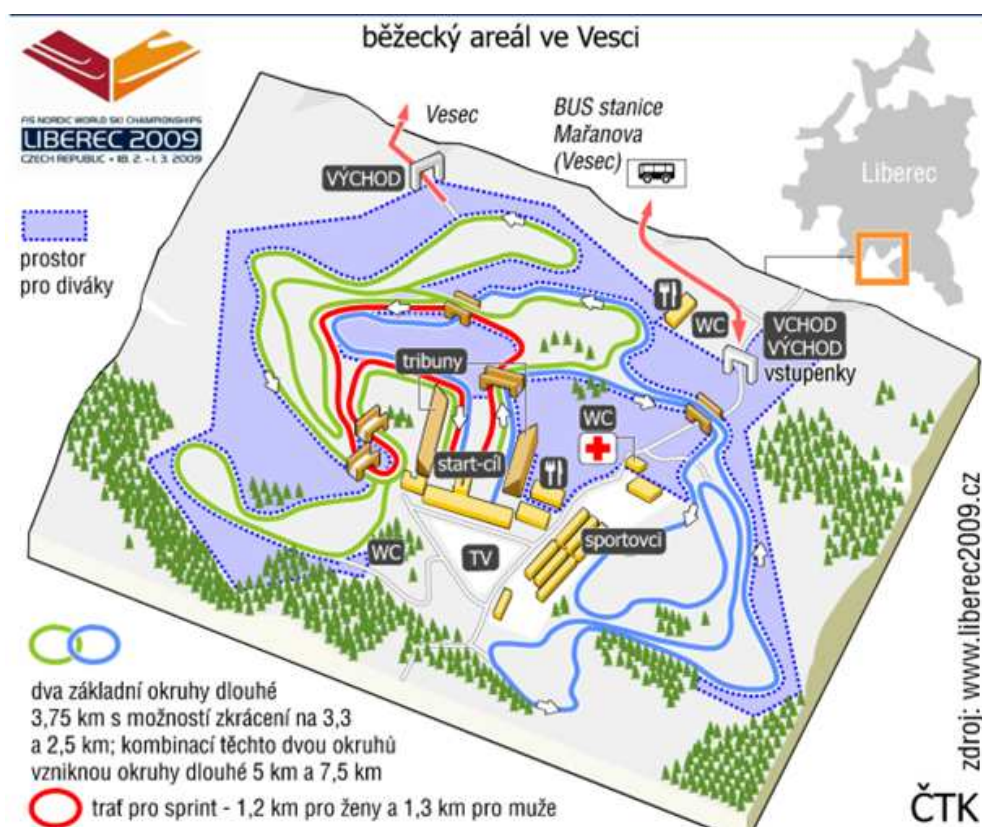 běžecký areál ve Vesci
FIS NORDIC WORLD SKI CHAMPIONSHIPS
LIBEREC 2009
CZECH REPUBLIC • 18. 2. - 1. 3. 2009
Vesec
BUS stanice
Mařanova
(Vesec)
Liberec
VÝCHOD
prostor
pro diváky
WC
VCHOD
VÝCHOD
vstupenky
tribuny
WC
start-cíl
sportovci
WC
TV
dva základní okruhy dlouhé
3,75 km s možností zkrácení na 3,3
a 2,5 km; kombinací těchto dvou okruhů
vzniknou okruhy dlouhé 5 km a 7,5 km
trať pro sprint - 1,2 km pro ženy a 1,3 km pro muže
zdroj: www.liberec2009.cz
ČTK